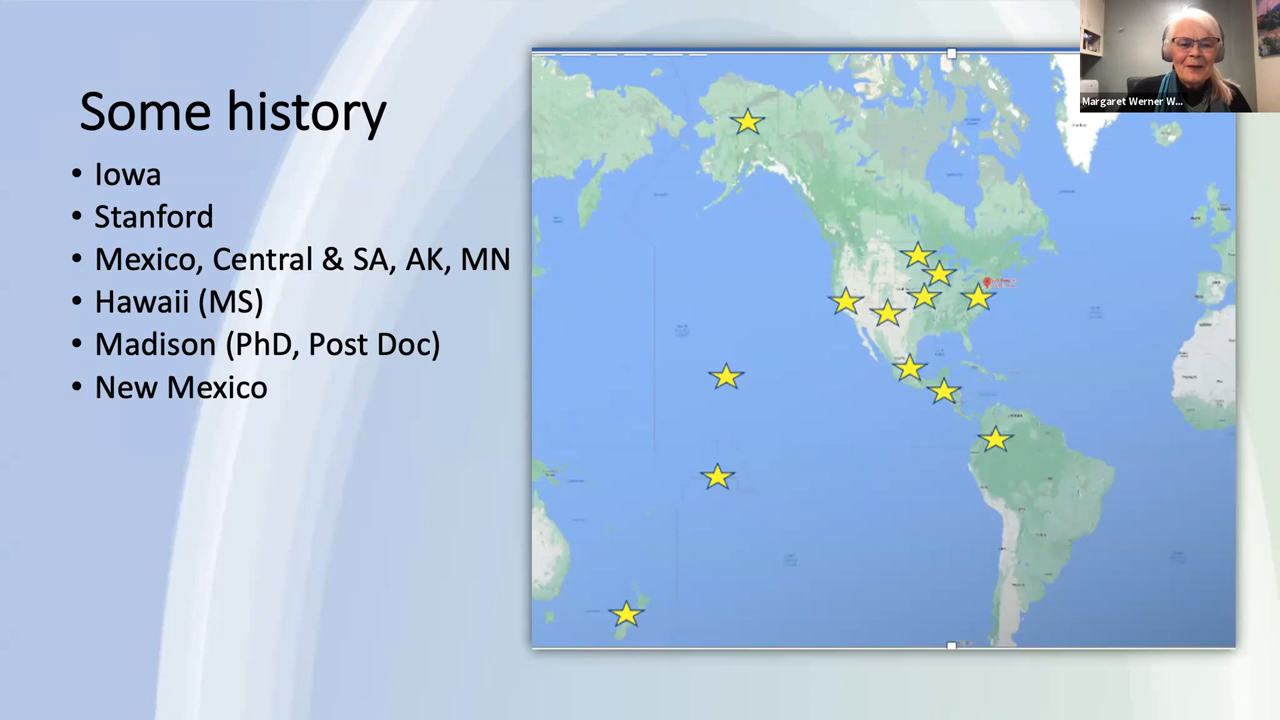 Some history
• Iowa
• Stanford
• Mexico, Central & SA, AK, MN
• Hawaii (MS)
• Madison (PhD, Post Doc)
• New Mexico
Margaret Werner W...